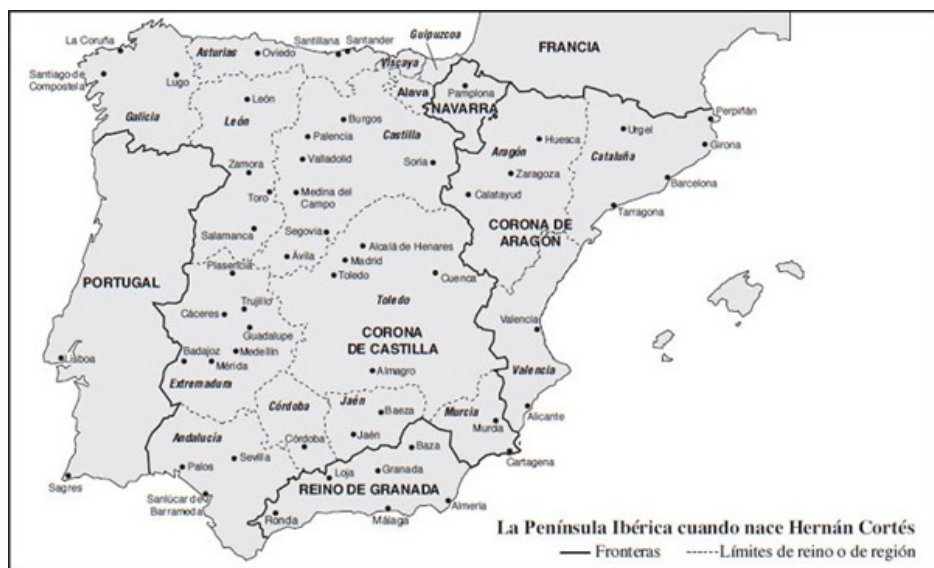 La Coruña
Asturias
Oviedo
Santillana
Santander
Guipuzcoa
FRANCIA
Santiago de
Compostela
Lugo
Viscaya
Alava
Pamplona
NAVARRA
León
Galicia
León
Burgos
Palencia
Castilla
Perpiñán
Urgel
Huesca
Girona
Aragón
Cataluña
Zamora
Valladolid
Soria
Zaragoza
Barcelona
Toro
Medina del
Campo
Calatayud
Tarragona
Salamanca
Segovia
CORONA DE
ARAGÓN
Alcalá de Henares
Ávila
Madrid
Plasencia
Toledo
Cuenca
PORTUGAL
Trujillo
Toledo
Cáceres
Guadalupe
CORONA
DE CASTILLA
Valencia
Lisboa
Badajoz
Medellín
Mérida
Almagro
Valencia
Extremadura
Córdoba
Jaén
Baeza
Murcia
Alicante
Andalucía
Murcia
Jaén
Córdoba
Baza
Cartagena
Sevilla
Palos
Loja
Granada
Sagres
REINO DE GRANADA
Sanlúcar de
Barrameda
Almería
Ronda
Málaga
La Península Ibérica cuando nace Hernán Cortés
Fronteras
Límites de reino o de región